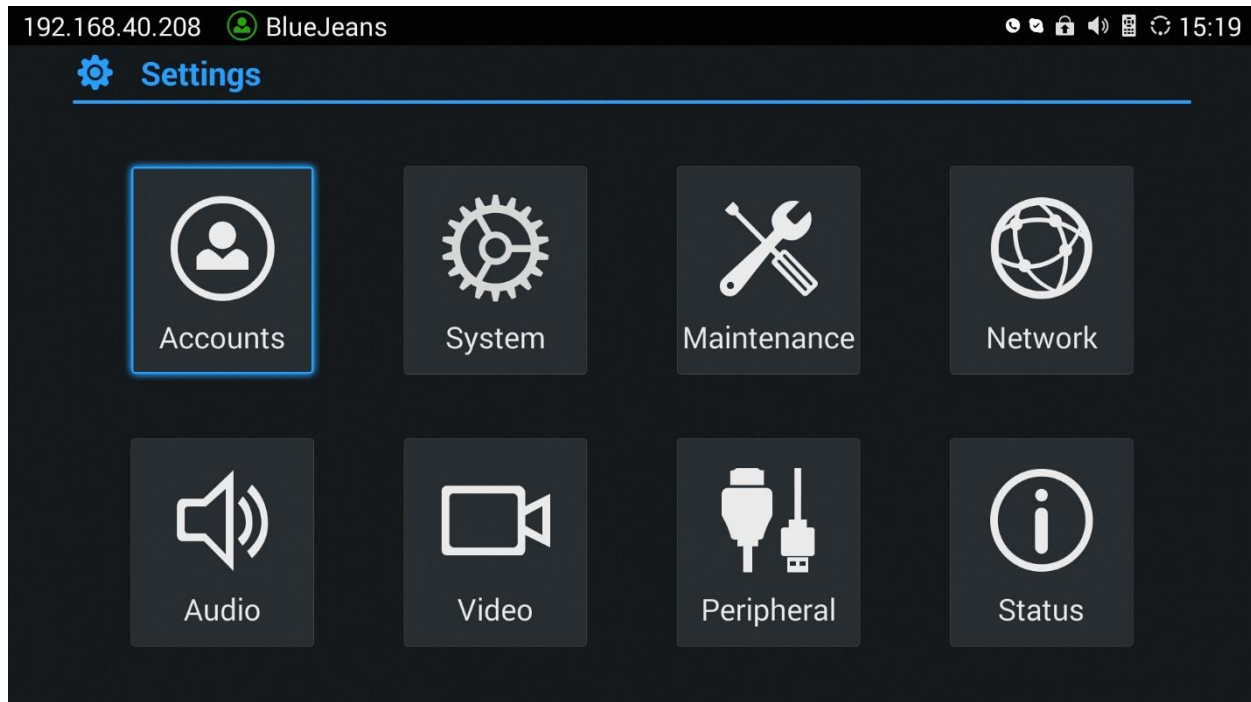 192.168.40.208 BlueJeans 15:19
Settings
Accounts System Maintenance Network
Audio Video Peripheral Status